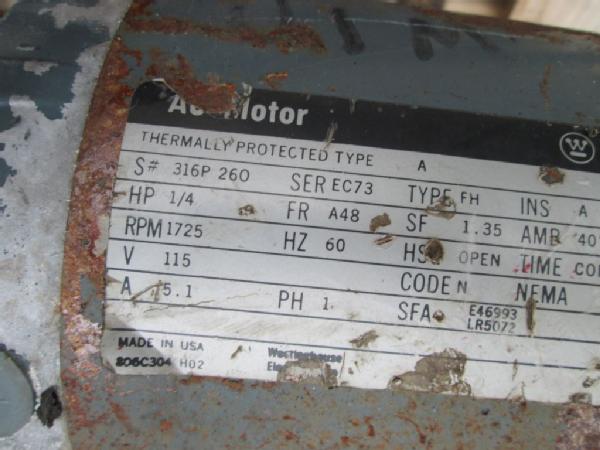 Motor
W
THERMALLY PROTECTED TYPE A
S# 316P 260 SER EC73 TYPE FH INS A
HP 1/4 FR A48 SF 1.35 AMB 40
RPM 1725 HZ 60 OPEN TIME
V 115 CODE N NEMA
A 5.1 PH 1 SFA E46993
LR5072
MADE IN USA Westinghouse
806C304 H02